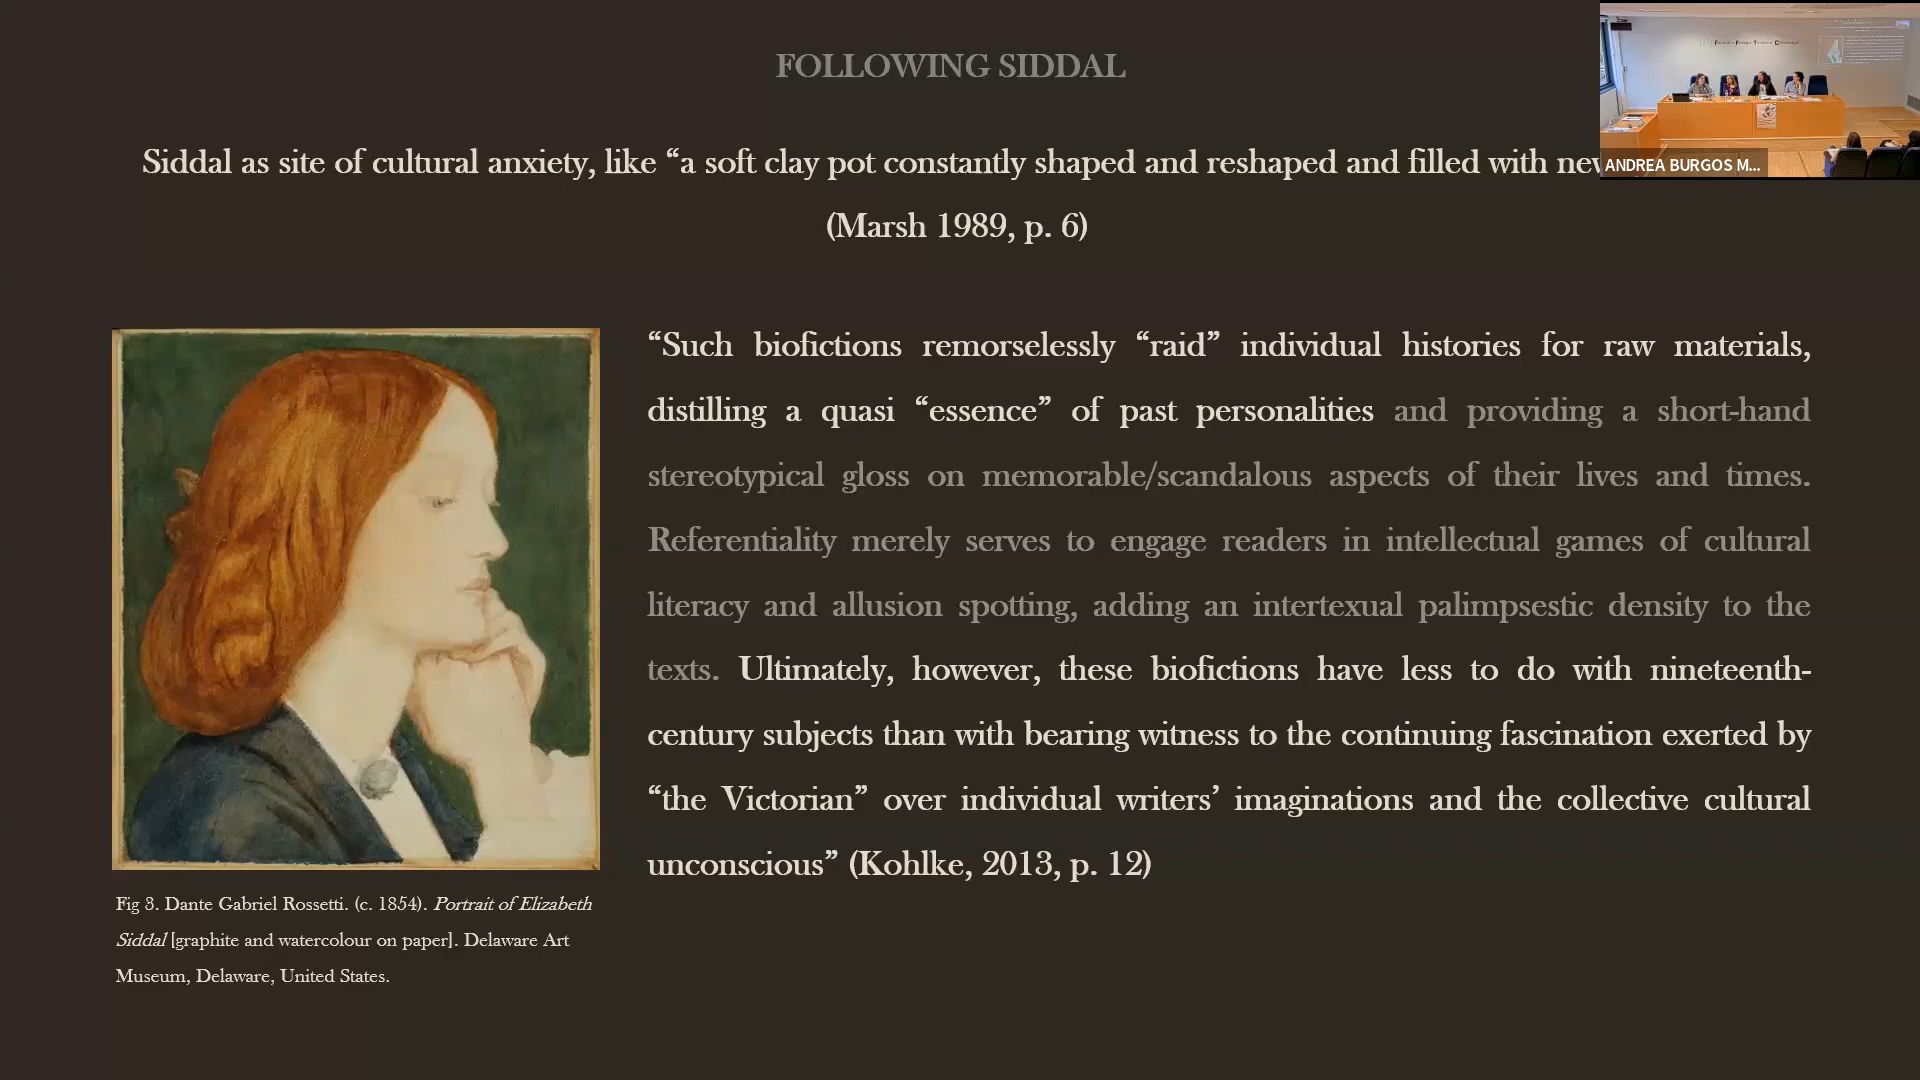 FOLLOWING SIDDAL
Siddal as site of cultural anxiety, like “a soft clay pot constantly shaped and reshaped and filled with
(Marsh 1989, p. 6)
“Such biofictions remorselessly “raid” individual histories for raw materials,
distilling a quasi “essence” of past personalities and providing a short-hand
stereotypical gloss on memorable/scandalous aspects of their lives and times.
Referentiality merely serves to engage readers in intellectual games of cultural
literacy and allusion spotting, adding an intertexual palimpsestic density to the
texts. Ultimately, however, these biofictions have less to do with nineteenth-
century subjects than with bearing witness to the continuing fascination exerted by
“the Victorian” over individual writers’ imaginations and the collective cultural
unconscious” (Kohlke, 2013, p. 12)
Fig 3. Dante Gabriel Rossetti. (c. 1854). Portrait of Elizabeth
Siddal [graphite and watercolour on paper]. Delaware Art
Museum, Delaware, United States.
ANDREA BURGOS M...